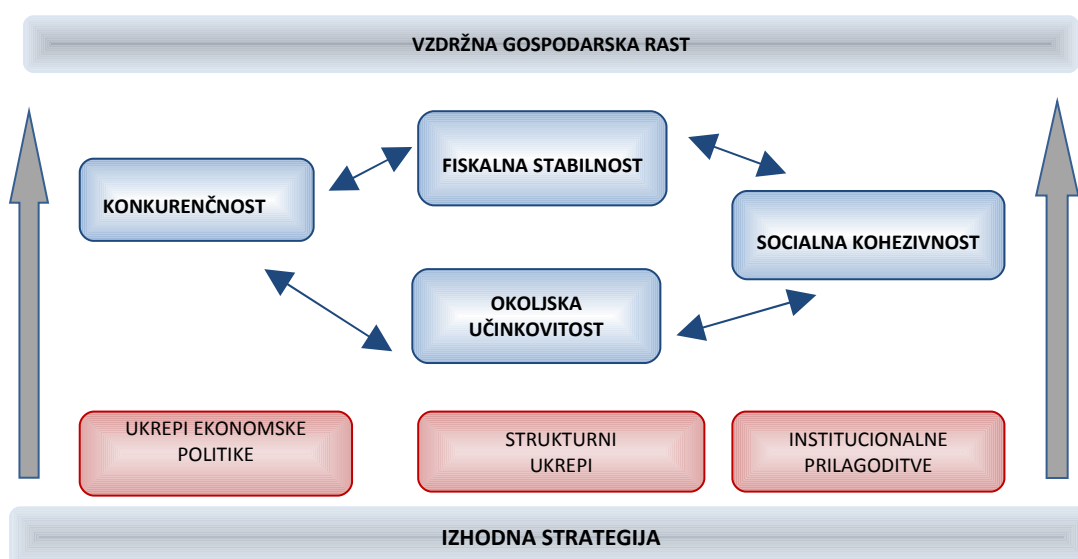 VZDRŽNA GOSPODARSKA RAST
FISKALNA STABILNOST
KONKURENČNOST
SOCIALNA KOHEZIVNOST
OKOLJSKA
UČINKOVITOST
UKREPI EKONOMSKE
POLITIKE
STRUKTURNI
UKREPI
INSTITUCIONALNE
PRILAGODITVE
IZHODNA STRATEGIJA